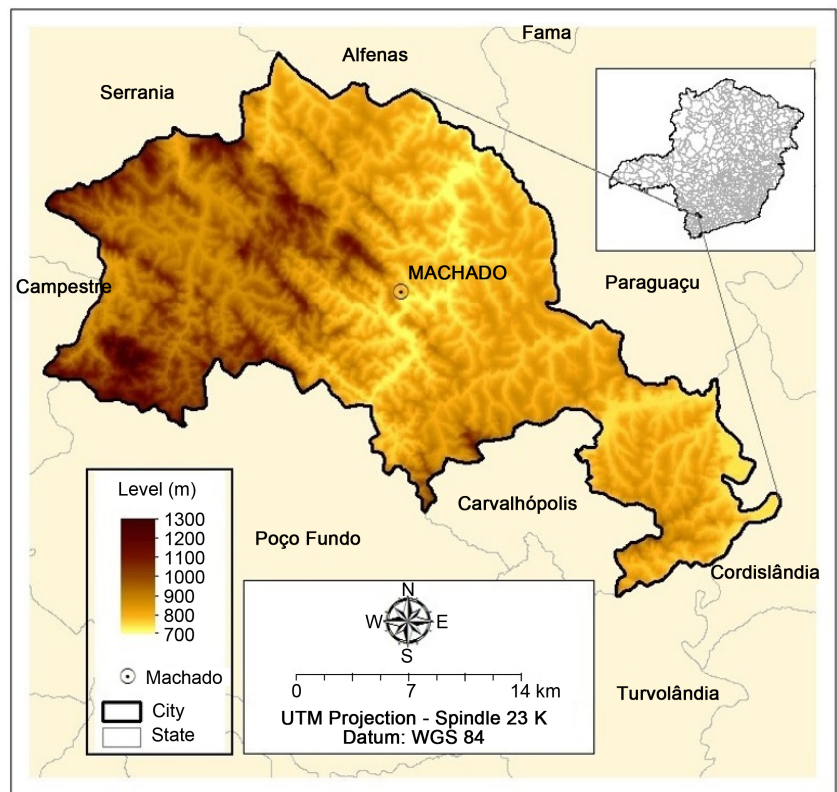 Fama
Alfenas
Serrania
MACHADO
Paraguaçu
Campestre
Level (m)
1300
1200
1100
1000
900
800
700
Machado
City
State
Carvalhópolis
Poço Fundo
Cordislândia
Turvolândia
N
W E
S
0 7 14 km
UTM Projection - Spindle 23 K
Datum: WGS 84